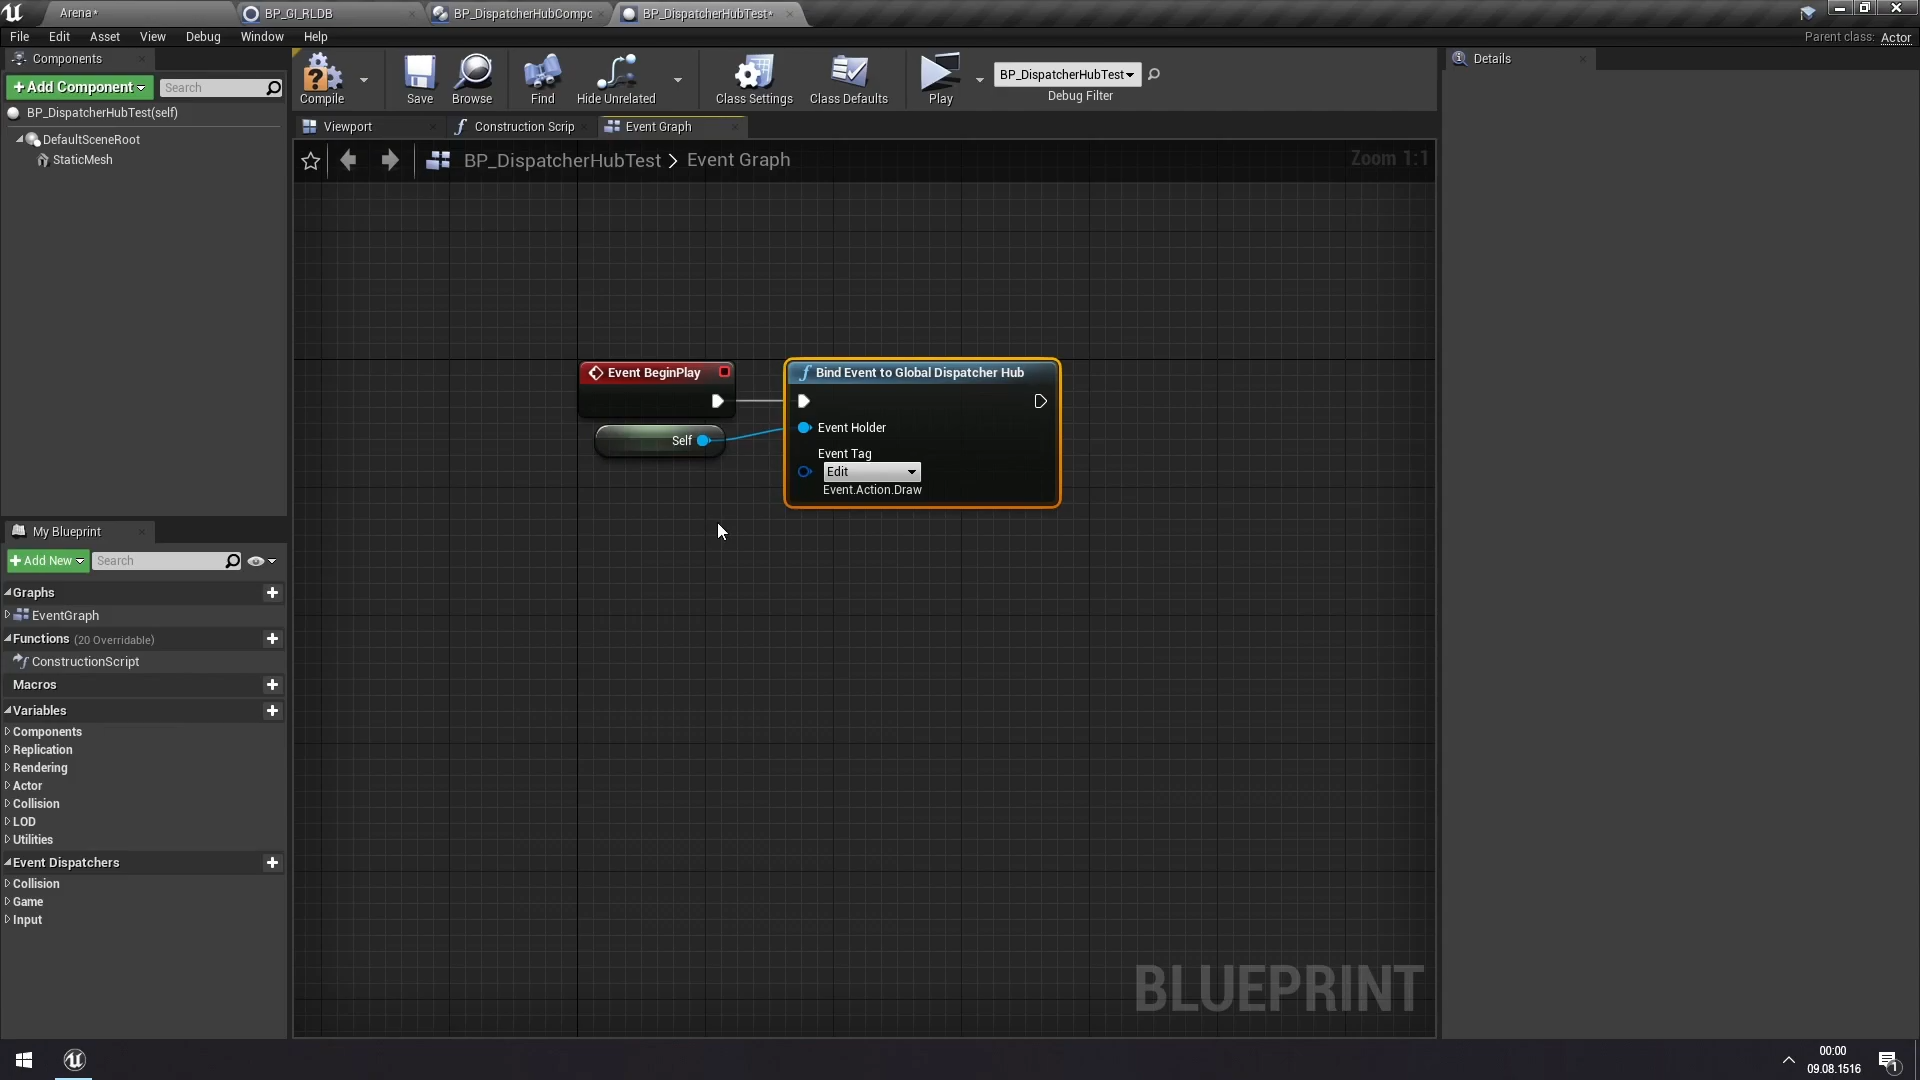 Arena*
BP_GI_RLDB
BP_DispatcherHubCompc
BP_DispatcherHubTest*
File Edit Asset View Debug Window Help
Parent class: Actor
Components
+Add Component
Search
BP_DispatcherHubTest(self)
DefaultSceneRoot
StaticMesh
Compile
Save
Browse
Find
Hide Unrelated
Class Settings
Class Defaults
Play
BP_DispatcherHubTest
Debug Filter
Details
Viewport
Construction Scrip
Event Graph
BP_DispatcherHubTest > Event Graph
Zoom 1:1
Event BeginPlay
Self
Bind Event to Global Dispatcher Hub
Event Holder
Event Tag
Edit
Event.Action.Draw
My Blueprint
+Add New
Search
Graphs
EventGraph
Functions (20 Overridable)
ConstructionScript
Macros
Variables
Components
Replication
Rendering
Actor
Collision
LOD
Utilities
Event Dispatchers
Collision
Game
Input
BLUEPRINT
00:00
09.08.1516
1